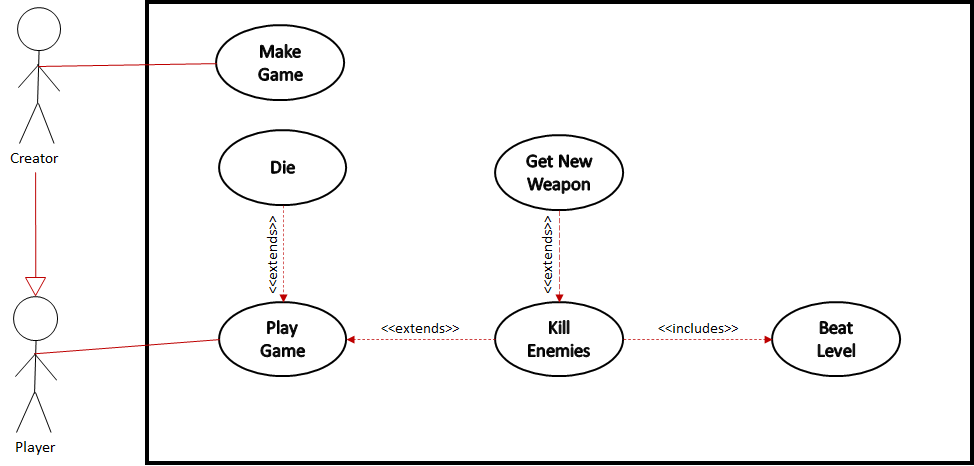 Make
Game
Creator
Die
Get New
Weapon
<<extends>>
<<extends>>
Play
Game
<<extends>>
Kill
Enemies
<<includes>>
Beat
Level
Player